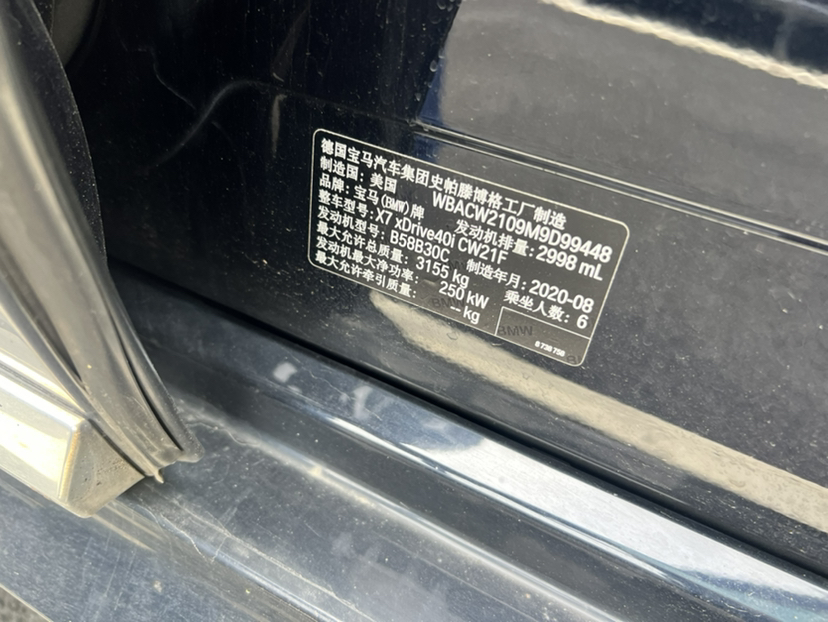 德国宝马汽车集团史帕滕博格工厂制造
制造国：美国 WBACW2109M9D99448
品牌：宝马(BMW)牌 发动机排量：2998 mL
整车型号：X7 xDrive40i CW21F
发动机型号：B58B30C 制造年月：2020-08
最大允许总质量：3155 kg 乘坐人数：6
发动机最大净功率：250 kW
最大允许牵引质量：-- kg
BMW
8 738 758